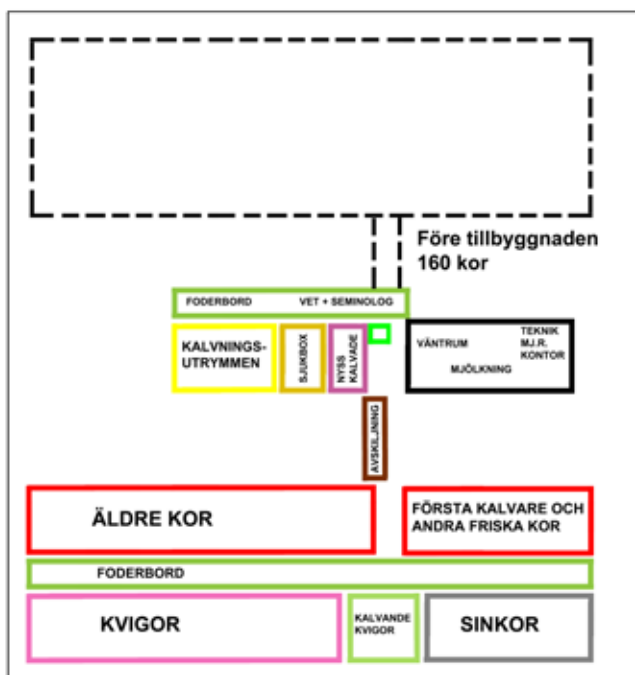 Före tillbyggnaden
160 kor
FODERBORD VET + SEMINOLOG
KALVNINGS-
UTRYMMEN
SJUKBOX
NYSS
KALVADE
VÄNTRUM
TEKNIK
MJ.R.
KONTOR
MJÖLKNING
AVSKILJNING
ÄLDRE KOR
FÖRSTA KALVARE OCH
ANDRA FRISKA KOR
FODERBORD
KVIGOR
KALVANDE
KVIGOR
SINKOR